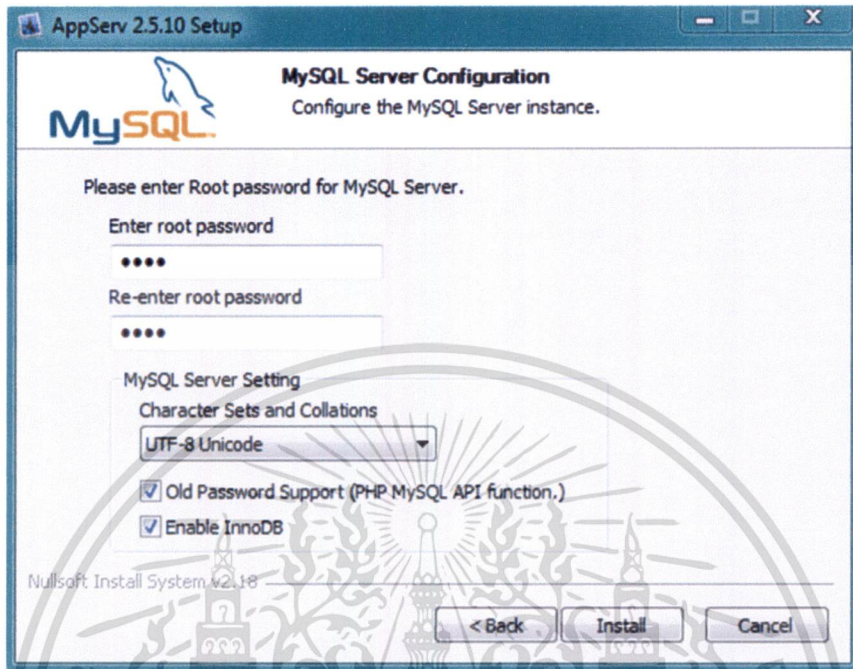 AppServ 2.5.10 Setup
MySQL
MySQL Server Configuration
Configure the MySQL Server instance.
Please enter Root password for MySQL Server.
Enter root password
••••
Re-enter root password
••••
MySQL Server Setting
Character Sets and Collations
UTF-8 Unicode
Old Password Support (PHP MySQL API function.)
Enable InnoDB
Nullsoft Install System v2.18
< Back
Install
Cancel